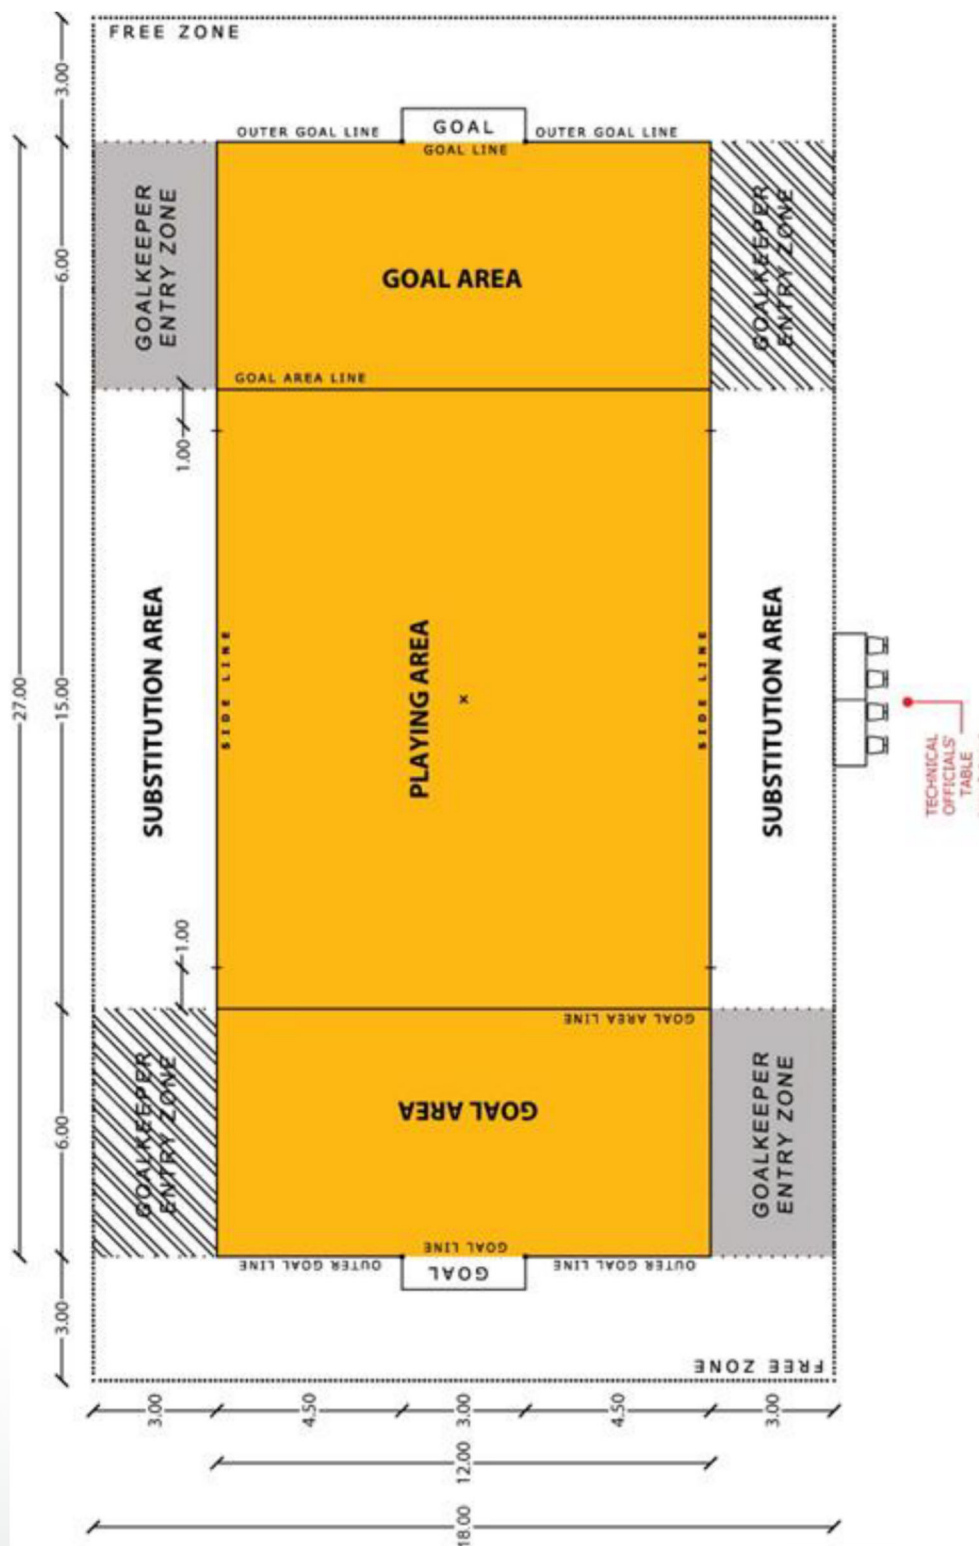 FREE ZONE
3.00
OUTER GOAL LINE
GOAL
OUTER GOAL LINE
GOAL LINE
27.00
6.00
GOALKEEPER
ENTRY ZONE
GOAL AREA
GOALKEEPER
ENTRY ZONE
GOAL AREA LINE
1.00
15.00
SUBSTITUTION AREA
SIDE LINE
PLAYING AREA
x
SIDE LINE
SUBSTITUTION AREA
TECHNICAL
OFFICIALS'
TABLE
1.00
GOAL AREA LINE
6.00
GOALKEEPER
ENTRY ZONE
GOAL AREA
GOALKEEPER
ENTRY ZONE
GOAL LINE
OUTER GOAL LINE
GOAL
OUTER GOAL LINE
3.00
FREE ZONE
3.00
4.50
3.00
4.50
3.00
12.00
18.00